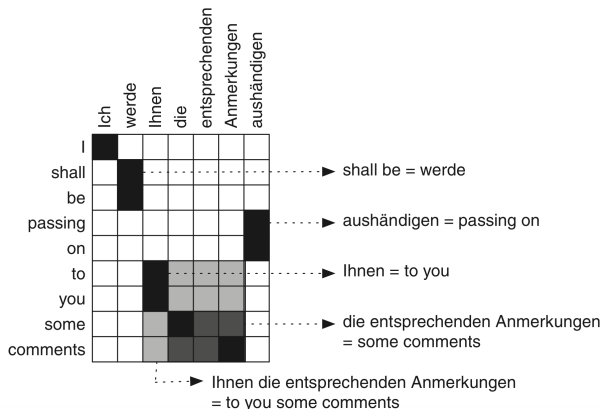 Ich
werde
Ihnen
die
entsprechenden
Anmerkungen
aushändigen
I
shall
be
passing
on
to
you
some
comments
shall be = werde
aushändigen = passing on
Ihnen = to you
die entsprechenden Anmerkungen
= some comments
Ihnen die entsprechenden Anmerkungen
= to you some comments